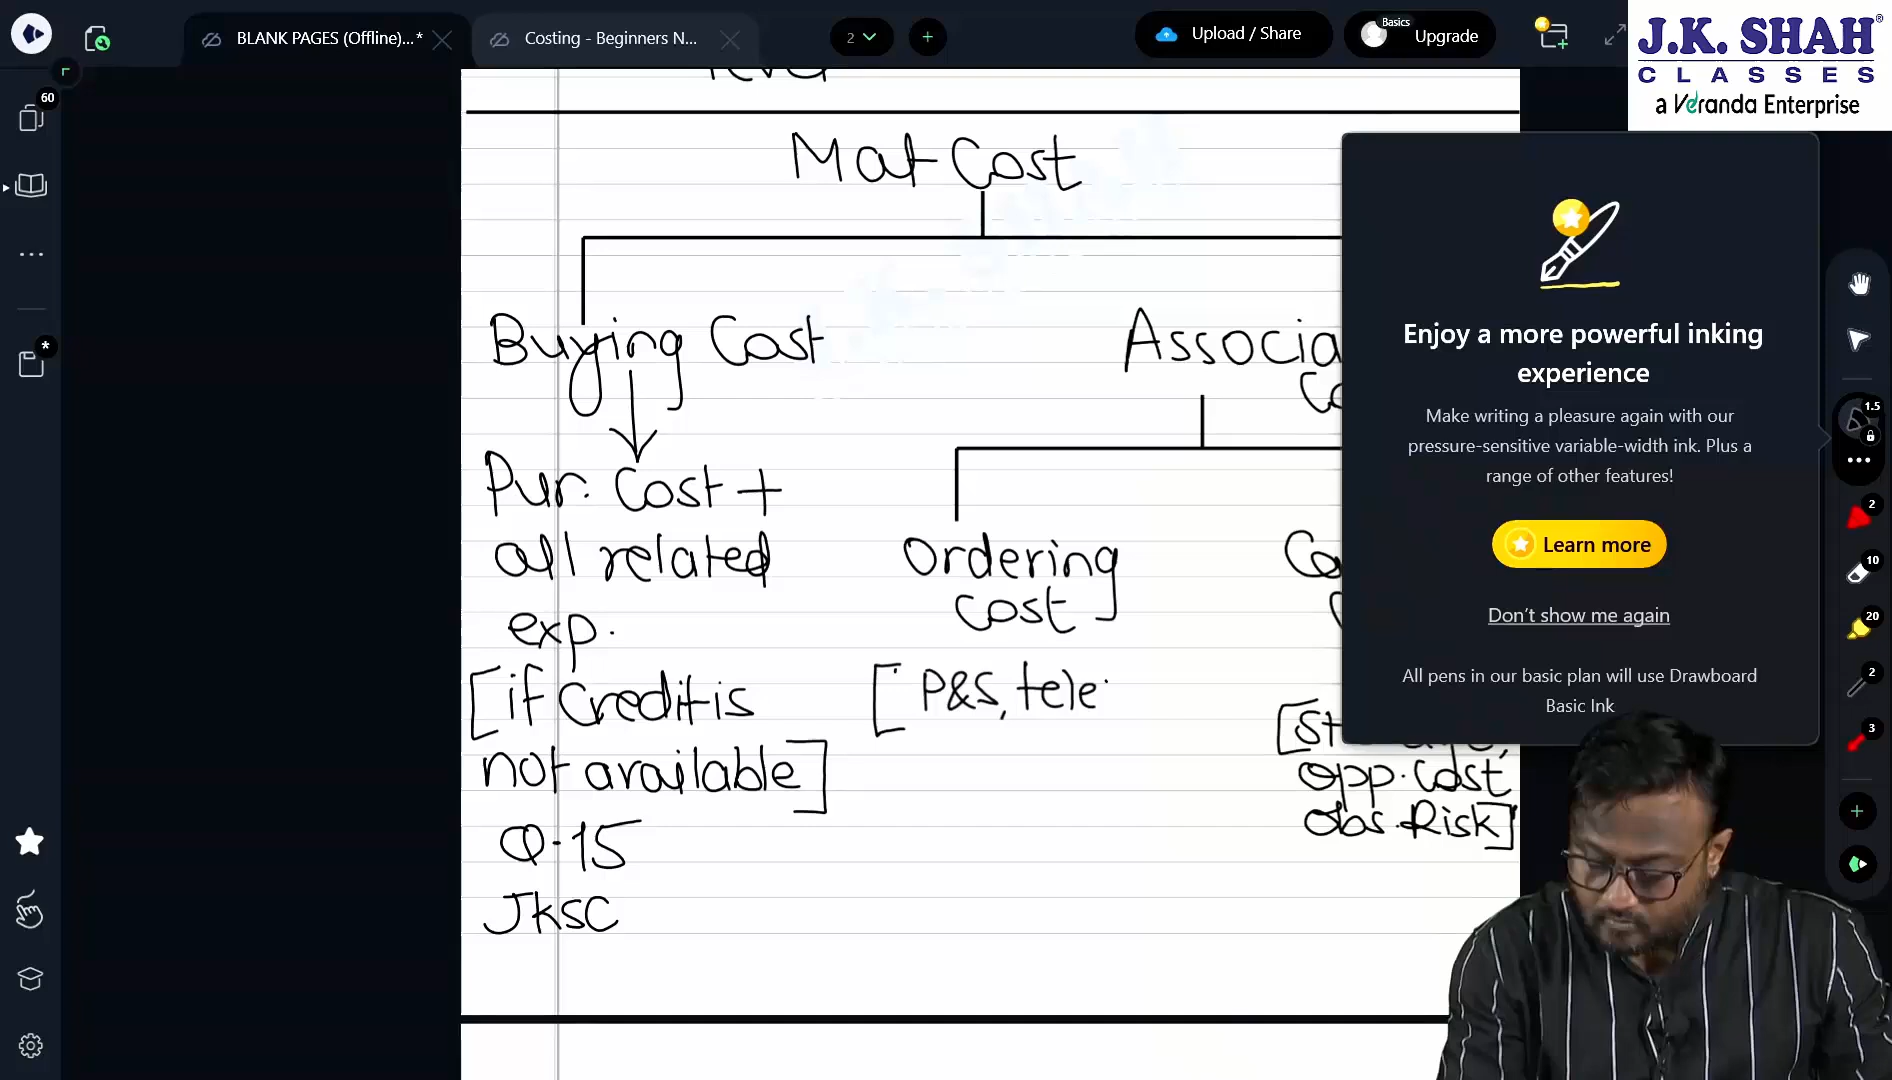 BLANK PAGES (Offline)...*
Costing - Beginners N...
2
Upload / Share
Basics
Upgrade
J.K. SHAH®
CLASSES
a Veranda Enterprise
60
*
Mat Cost
Buying Cost
Associa
Co
Pur. Cost +
all related
exp.
[if Credit is
not available]
Q.15
JKSC
Ordering
Cost
[P&S, tele
Ca
[St
opp. Cost
obs. Risk]
Enjoy a more powerful inking
experience
Make writing a pleasure again with our
pressure-sensitive variable-width ink. Plus a
range of other features!
Learn more
Don’t show me again
All pens in our basic plan will use Drawboard
Basic Ink
1.5
2
10
20
2
3